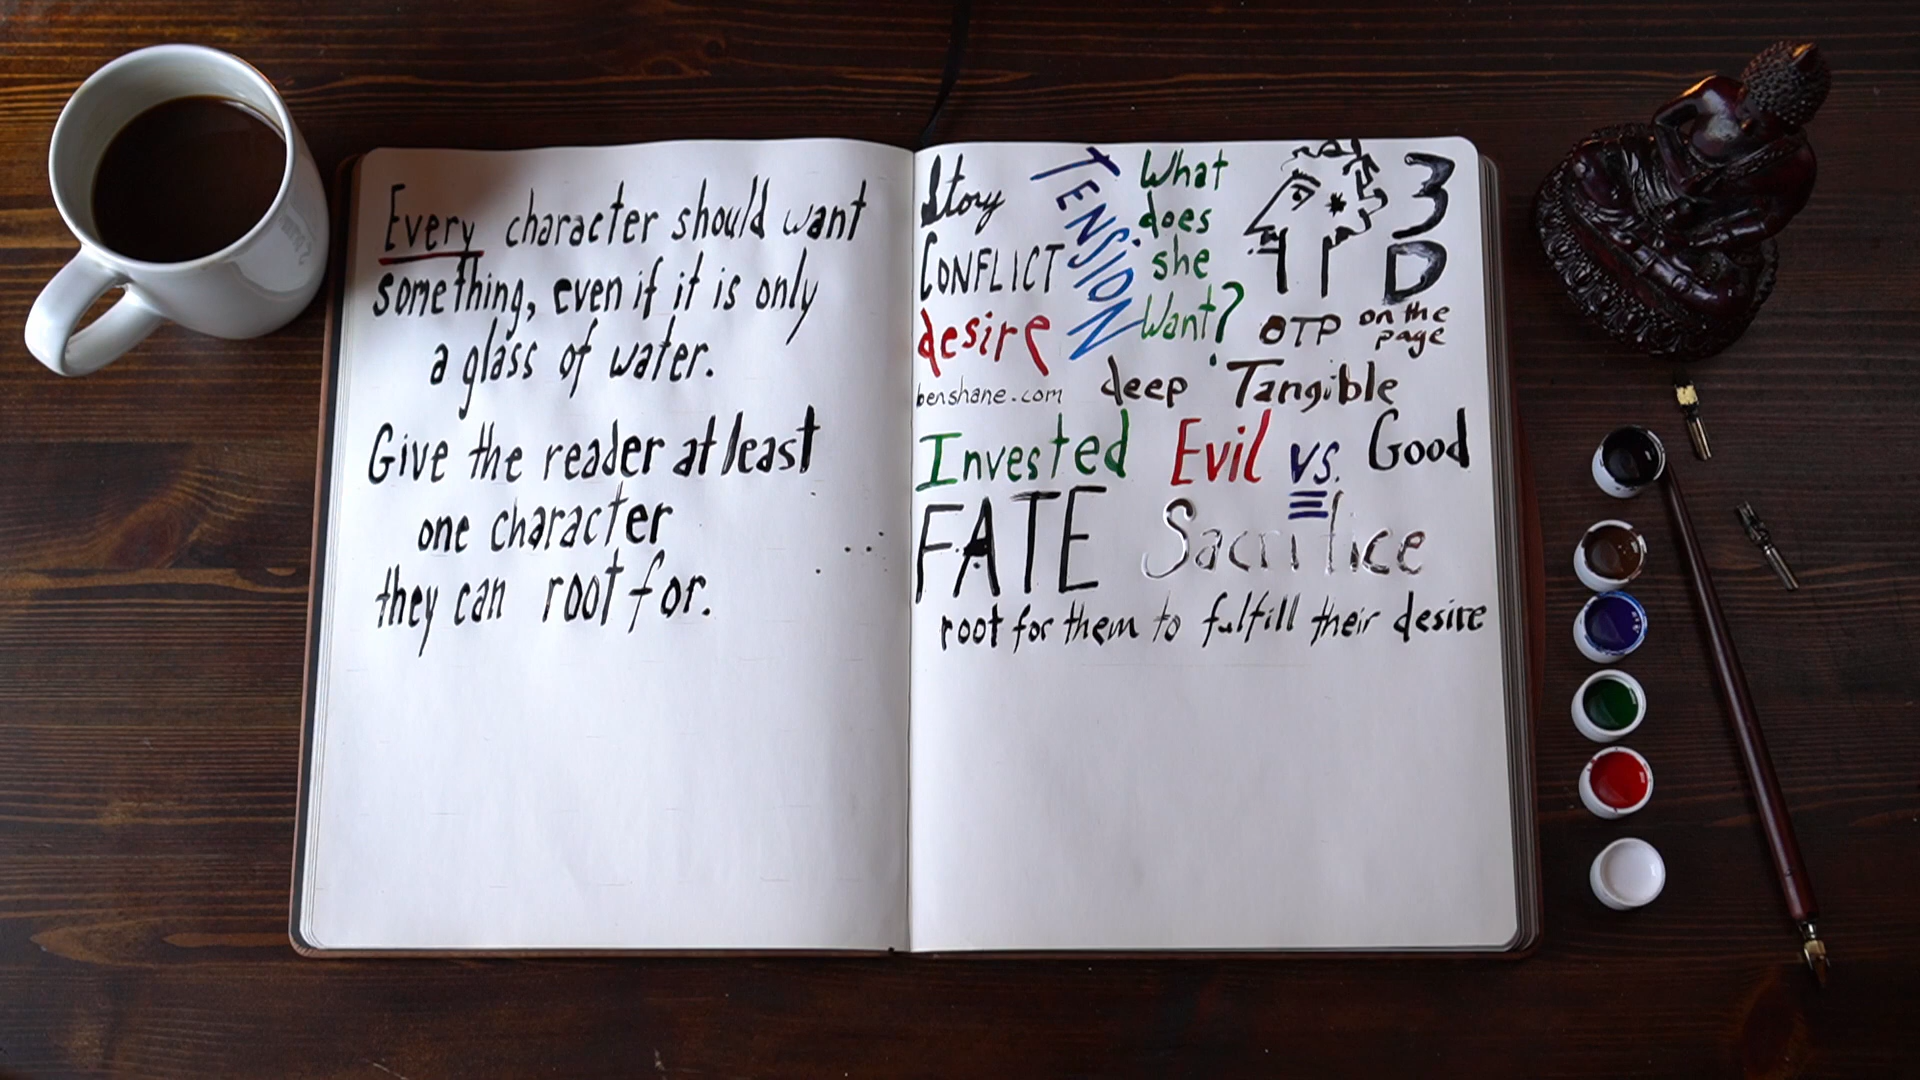 Every character should want
something, even if it is only
a glass of water.
Give the reader at least
one character
they can root for.
Story
CONFLICT
desire
TENSION
What
does
she
Want?
3
D
OTP on the
page
benshane.com
deep Tangible
Invested Evil vs. Good
FATE Sacrifice
root for them to fulfill their desire